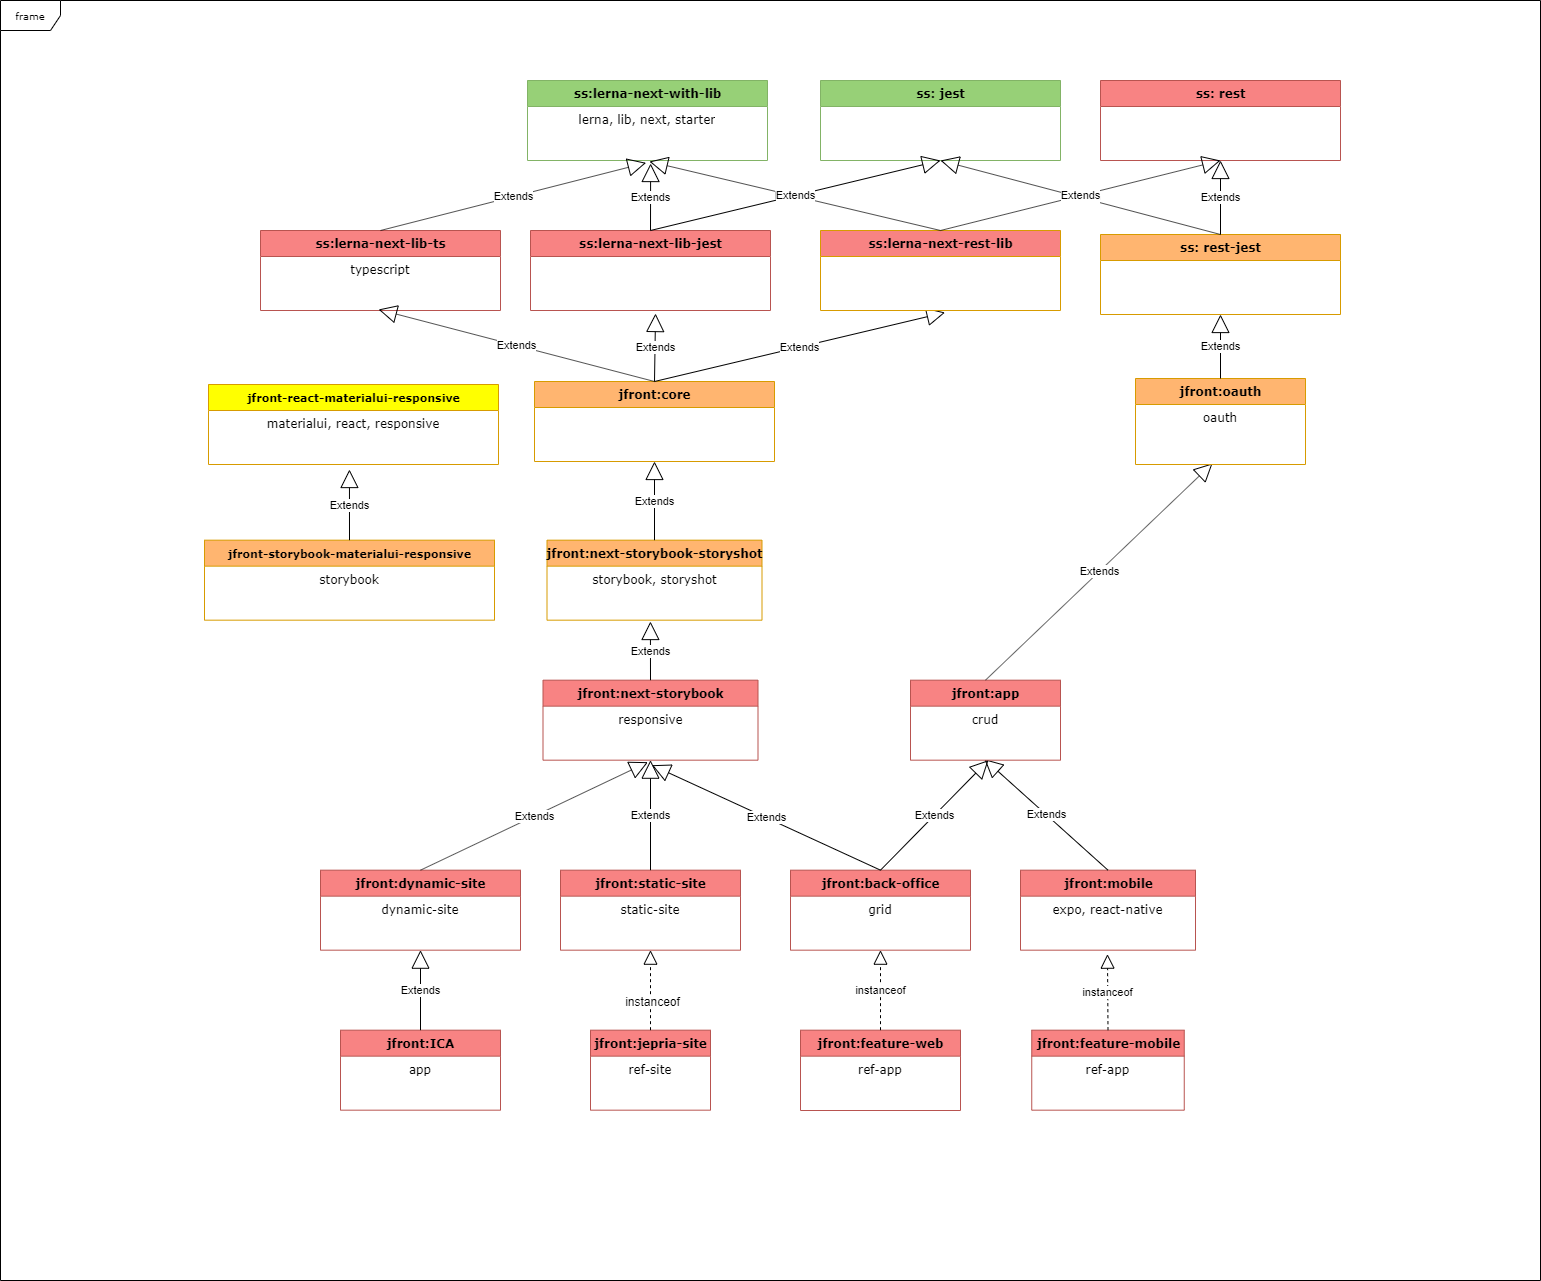 frame
ss:lerna-next-with-lib
lerna, lib, next, starter
ss: jest
ss: rest
Extends
Extends
Extends
Extends
Extends
ss:lerna-next-lib-ts
typescript
ss:lerna-next-lib-jest
ss:lerna-next-rest-lib
ss: rest-jest
Extends
Extends
Extends
Extends
jfront-react-materialui-responsive
materialui, react, responsive
jfront:core
jfront:oauth
oauth
Extends
Extends
jfront-storybook-materialui-responsive
storybook
jfront:next-storybook-storyshot
storybook, storyshot
Extends
Extends
jfront:next-storybook
responsive
jfront:app
crud
Extends
Extends
Extends
Extends
Extends
jfront:dynamic-site
dynamic-site
jfront:static-site
static-site
jfront:back-office
grid
jfront:mobile
expo, react-native
Extends
instanceof
instanceof
instanceof
jfront:ICA
app
jfront:jepria-site
ref-site
jfront:feature-web
ref-app
jfront:feature-mobile
ref-app